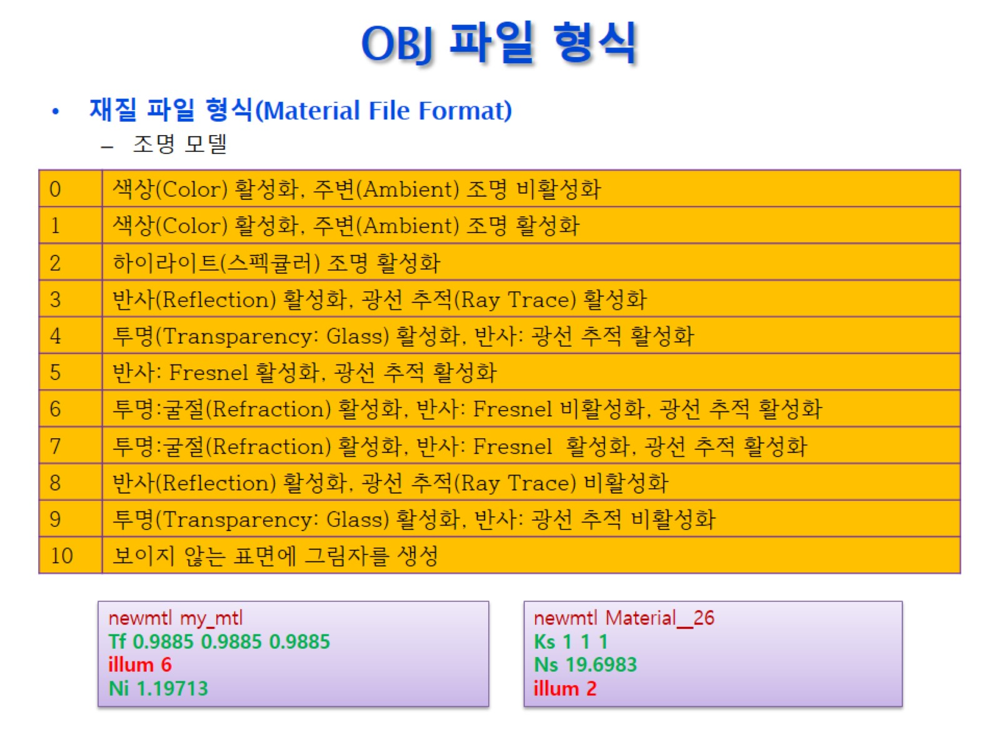 OBJ 파일 형식
• 재질 파일 형식(Material File Format)
– 조명 모델
0 색상(Color) 활성화, 주변(Ambient) 조명 비활성화
1 색상(Color) 활성화, 주변(Ambient) 조명 활성화
2 하이라이트(스펙큘러) 조명 활성화
3 반사(Reflection) 활성화, 광선 추적(Ray Trace) 활성화
4 투명(Transparency: Glass) 활성화, 반사: 광선 추적 활성화
5 반사: Fresnel 활성화, 광선 추적 활성화
6 투명:굴절(Refraction) 활성화, 반사: Fresnel 비활성화, 광선 추적 활성화
7 투명:굴절(Refraction) 활성화, 반사: Fresnel  활성화, 광선 추적 활성화
8 반사(Reflection) 활성화, 광선 추적(Ray Trace) 비활성화
9 투명(Transparency: Glass) 활성화, 반사: 광선 추적 비활성화
10 보이지 않는 표면에 그림자를 생성
newmtl my_mtl
Tf 0.9885 0.9885 0.9885
illum 6
Ni 1.19713
newmtl Material__26
Ks 1 1 1
Ns 19.6983
illum 2